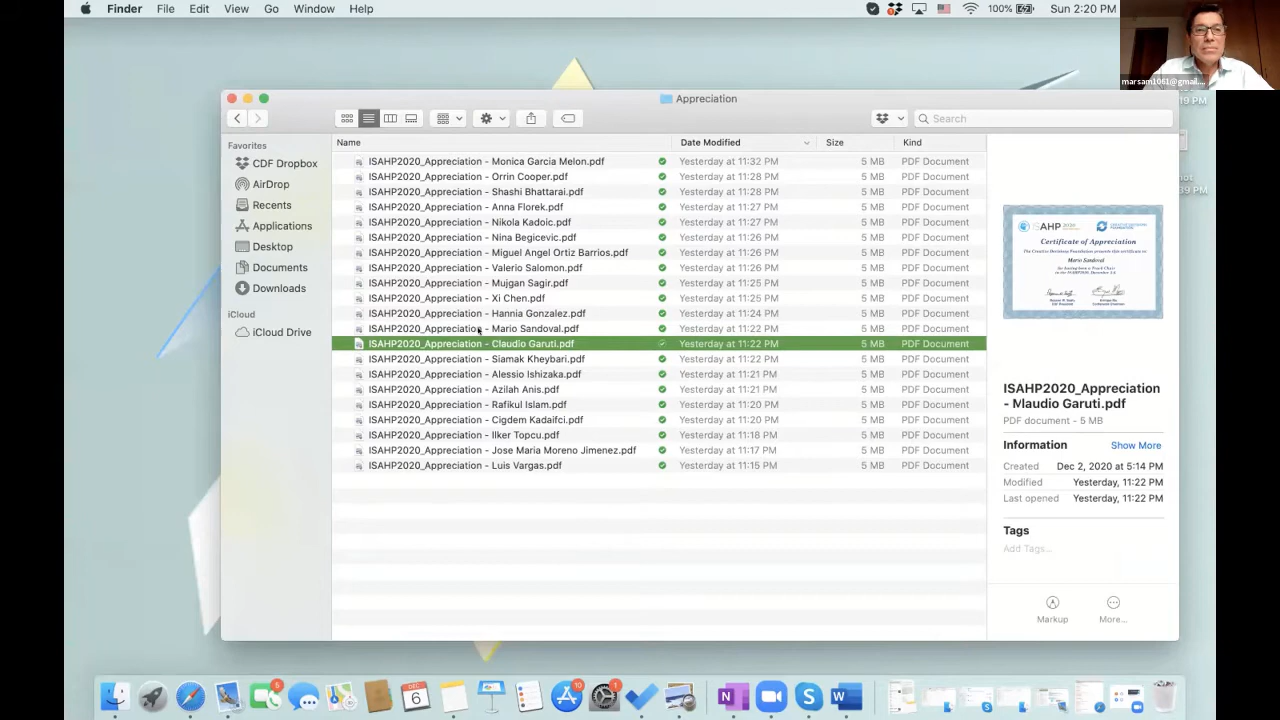 Finder File Edit View Go Window Help
100% Sun 2:20 PM
marsam1061@gmail....
Appreciation
Search
Favorites
CDF Dropbox
AirDrop
Recents
Applications
Desktop
Documents
Downloads
iCloud
iCloud Drive
Name Date Modified Size Kind
ISAHP2020_Appreciation - Monica Garcia Melon.pdf Yesterday at 11:32 PM 5 MB PDF Document
ISAHP2020_Appreciation - Orrin Cooper.pdf Yesterday at 11:28 PM 5 MB PDF Document
ISAHP2020_Appreciation - Shashi Bhattarai.pdf Yesterday at 11:28 PM 5 MB PDF Document
ISAHP2020_Appreciation - Anna Florek.pdf Yesterday at 11:27 PM 5 MB PDF Document
ISAHP2020_Appreciation - Nikola Kadoic.pdf Yesterday at 11:27 PM 5 MB PDF Document
ISAHP2020_Appreciation - Nina Begicevic.pdf Yesterday at 11:26 PM 5 MB PDF Document
ISAHP2020_Appreciation - Miguel Angel Ortiz Barrios.pdf Yesterday at 11:26 PM 5 MB PDF Document
ISAHP2020_Appreciation - Valerio Salomon.pdf Yesterday at 11:26 PM 5 MB PDF Document
ISAHP2020_Appreciation - Mujgan Sagir.pdf Yesterday at 11:25 PM 5 MB PDF Document
ISAHP2020_Appreciation - Xi Chen.pdf Yesterday at 11:25 PM 5 MB PDF Document
ISAHP2020_Appreciation - Hannia Gonzalez.pdf Yesterday at 11:24 PM 5 MB PDF Document
ISAHP2020_Appreciation - Mario Sandoval.pdf Yesterday at 11:22 PM 5 MB PDF Document
ISAHP2020_Appreciation - Claudio Garuti.pdf Yesterday at 11:22 PM 5 MB PDF Document
ISAHP2020_Appreciation - Siamak Kheybari.pdf Yesterday at 11:22 PM 5 MB PDF Document
ISAHP2020_Appreciation - Alessio Ishizaka.pdf Yesterday at 11:21 PM 5 MB PDF Document
ISAHP2020_Appreciation - Azilah Anis.pdf Yesterday at 11:21 PM 5 MB PDF Document
ISAHP2020_Appreciation - Rafikul Islam.pdf Yesterday at 11:20 PM 5 MB PDF Document
ISAHP2020_Appreciation - Cigdem Kadaifci.pdf Yesterday at 11:20 PM 5 MB PDF Document
ISAHP2020_Appreciation - Ilker Topcu.pdf Yesterday at 11:18 PM 5 MB PDF Document
ISAHP2020_Appreciation - Jose Maria Moreno Jimenez.pdf Yesterday at 11:17 PM 5 MB PDF Document
ISAHP2020_Appreciation - Luis Vargas.pdf Yesterday at 11:15 PM 5 MB PDF Document
Certificate of Appreciation
Mario Sandoval
ISAHP2020_Appreciation
- Maudio Garuti.pdf
PDF document - 5 MB
Information Show More
Created Dec 2, 2020 at 5:14 PM
Modified Yesterday, 11:22 PM
Last opened Yesterday, 11:22 PM
Tags
Add Tags...
Markup More...
19 PM
39 PM
DEC
6